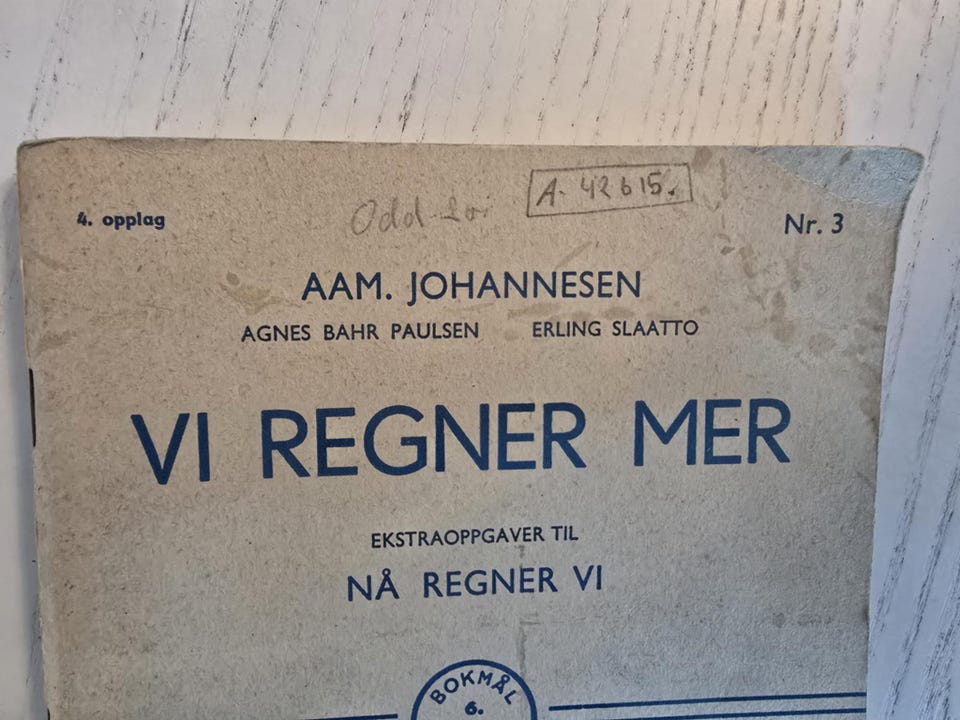 A. 42615.
4. opplag
Odd
Nr. 3
AAM. JOHANNESEN
AGNES BAHR PAULSEN ERLING SLAATTO
VI REGNER MER
EKSTRAOPPGAVER TIL
NÅ REGNER VI
BOKMÅL
6.